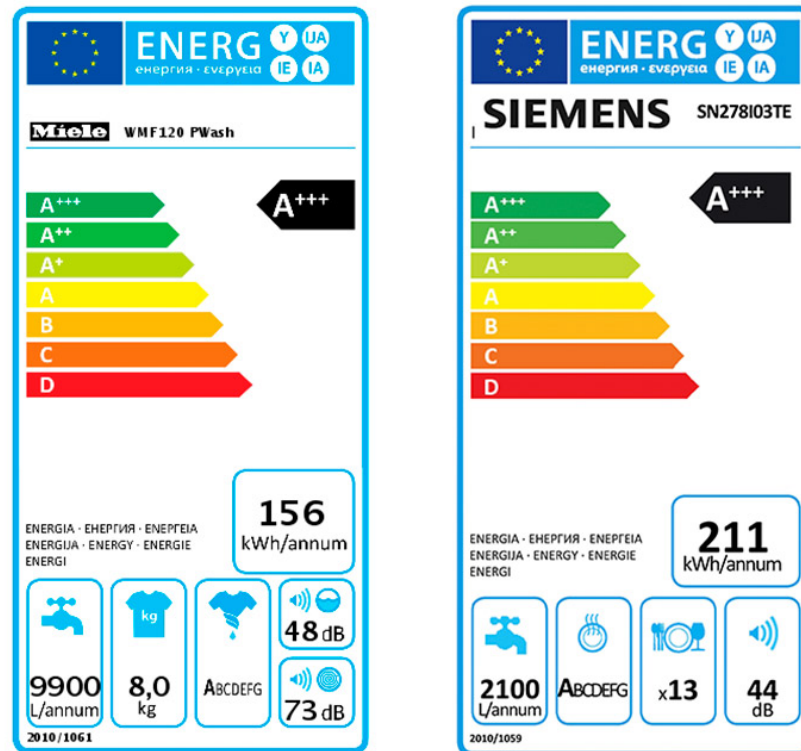 ENERG Y IJA
енергия · ενεργεια IE IA
Miele WMF120 PWash
A+++
A+++
A++
A+
A
B
C
D
156
kWh/annum
ENERGIA · ЕНЕРГИЯ · ΕΝΕΡΓΕΙΑ
ENERGIJA · ENERGY · ENERGIE
ENERGI
kg
48 dB
9900
L/annum
8,0
kg
ABCDEFG
73 dB
2010/1061
ENERG Y IJA
енергия · ενεργεια IE IA
SIEMENS SN278I03TE
A+++
A+++
A++
A+
A
B
C
D
211
kWh/annum
ENERGIA · ЕНЕРГИЯ · ΕΝΕΡΓΕΙΑ
ENERGIJA · ENERGY · ENERGIE
ENERGI
2100
L/annum
ABCDEFG
x13
44
dB
2010/1059